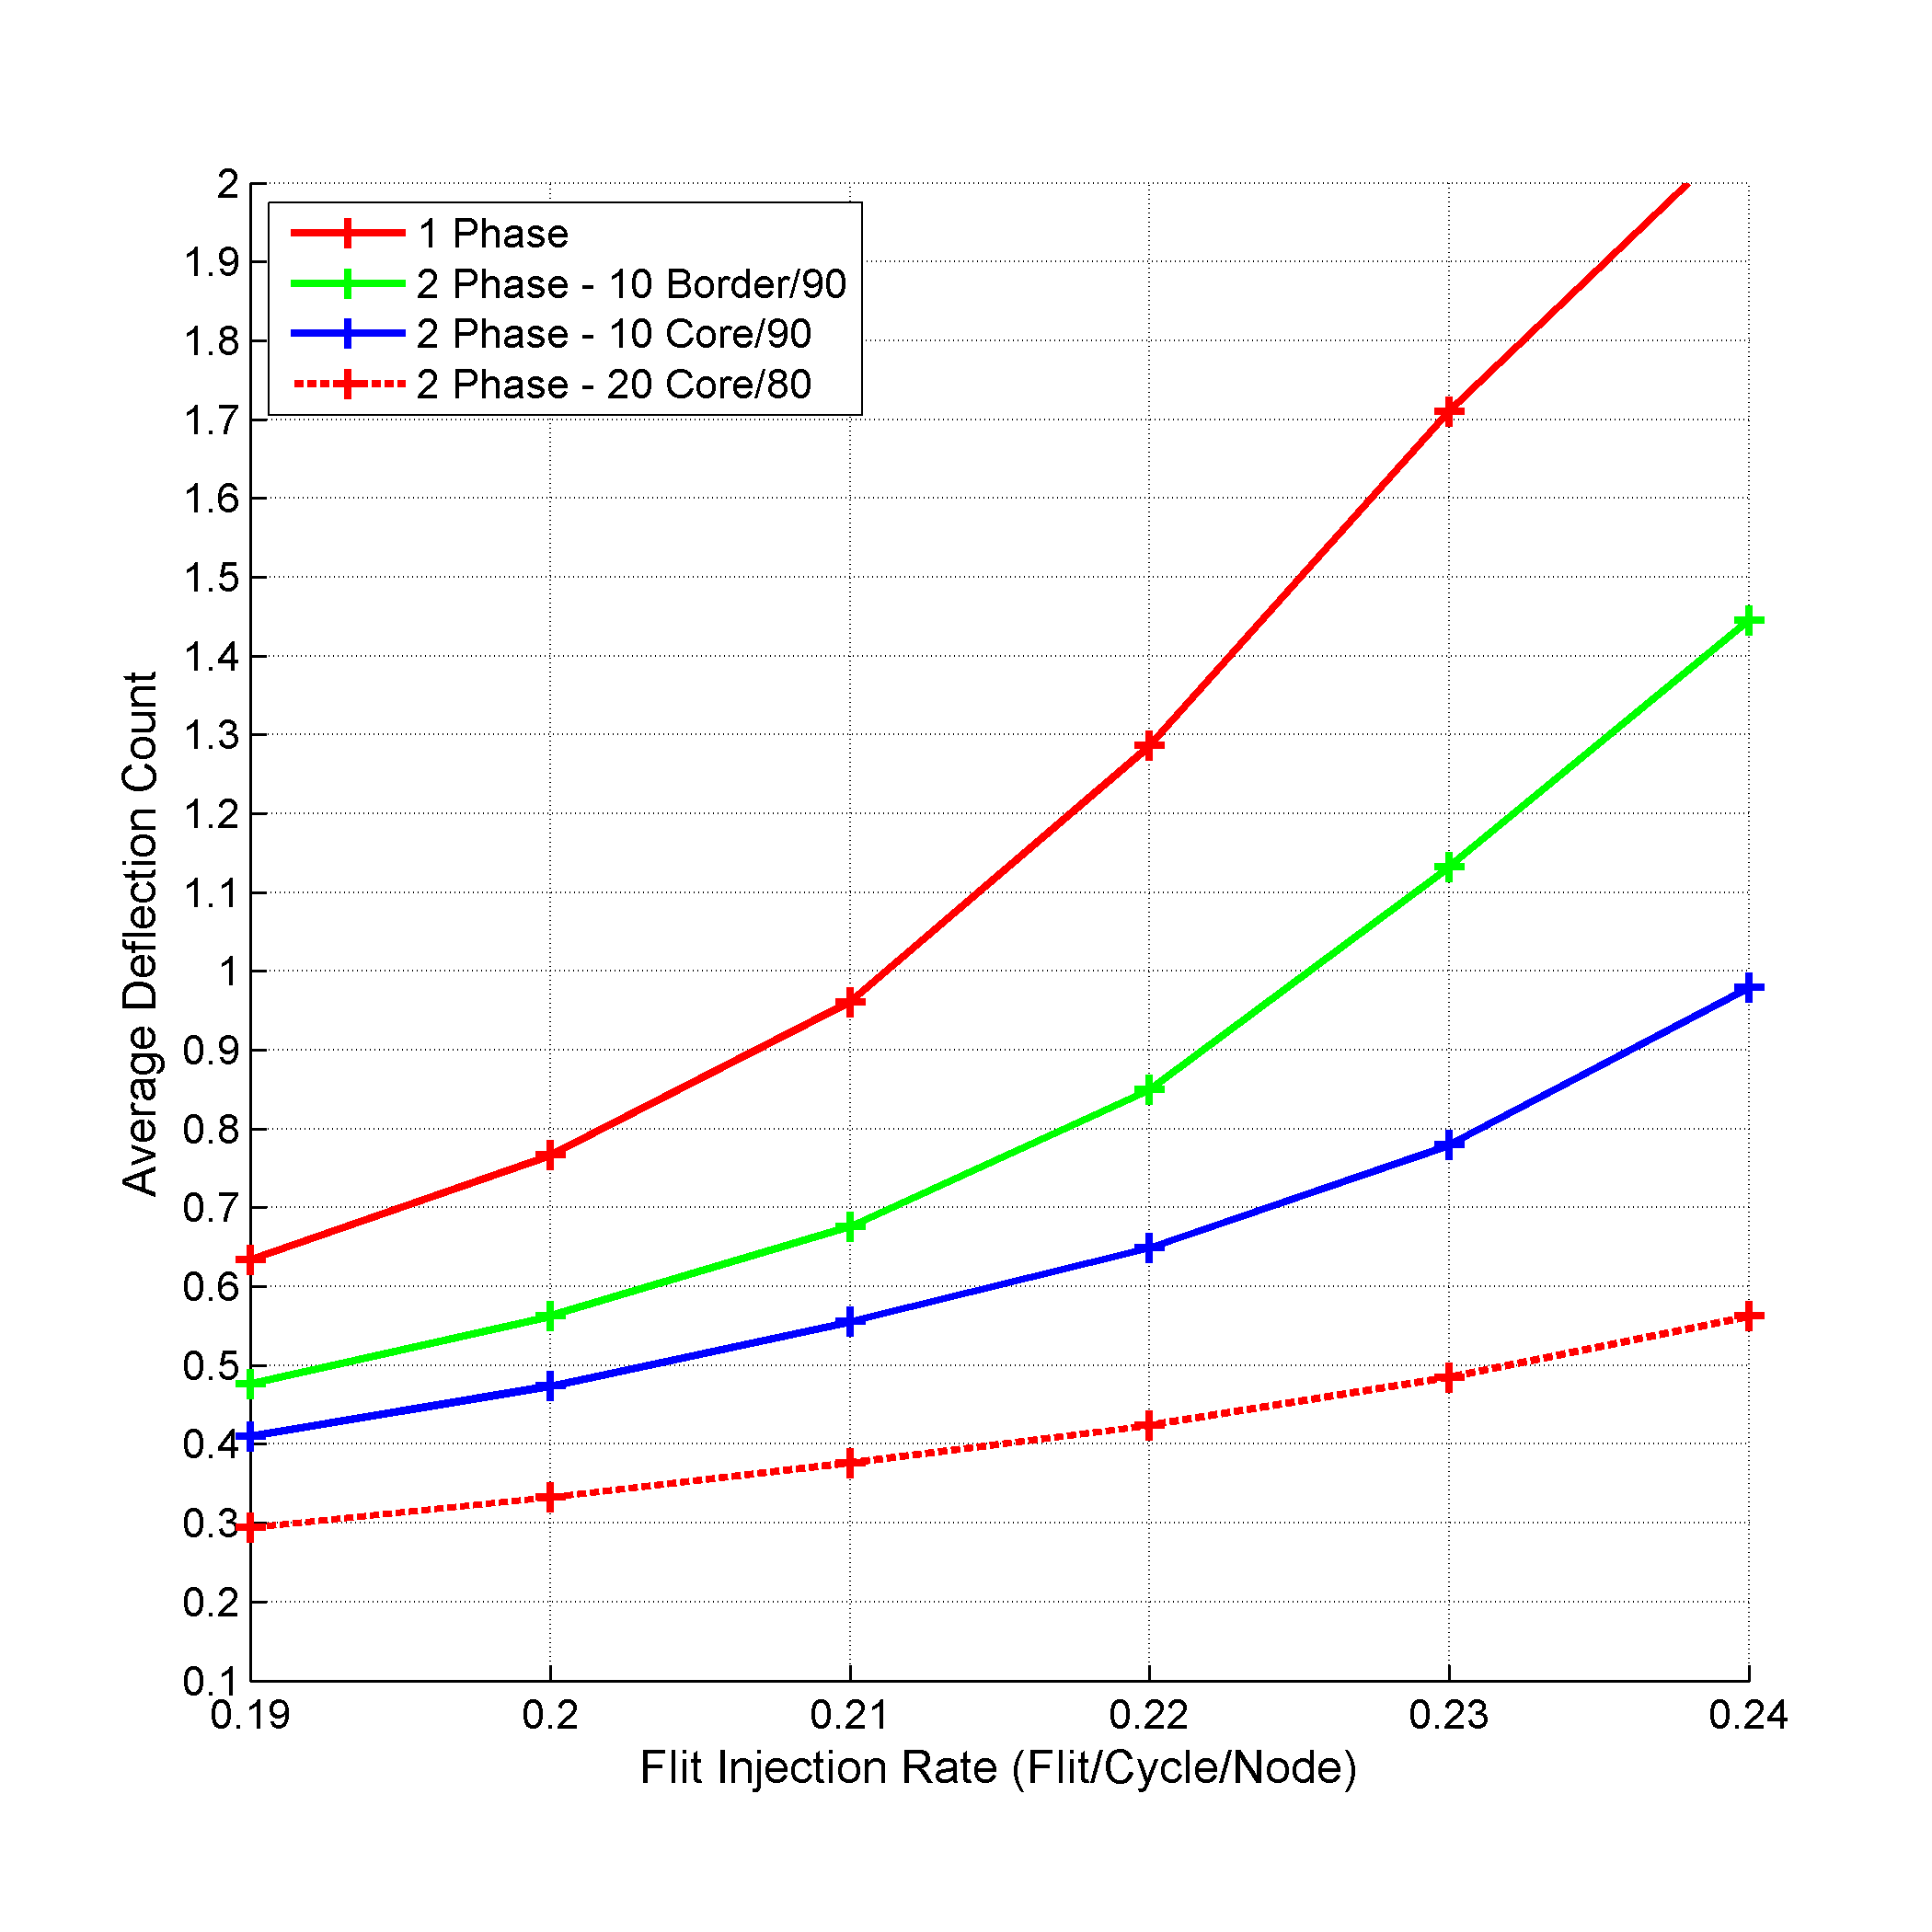 2
1.9
1.8
1.7
1.6
1.5
1.4
1.3
1.2
1.1
1
0.9
0.8
0.7
0.6
0.5
0.4
0.3
0.2
0.1
1 Phase
2 Phase - 10 Border/90
2 Phase - 10 Core/90
2 Phase - 20 Core/80
Average Deflection Count
0.19 0.2 0.21 0.22 0.23 0.24
Flit Injection Rate (Flit/Cycle/Node)